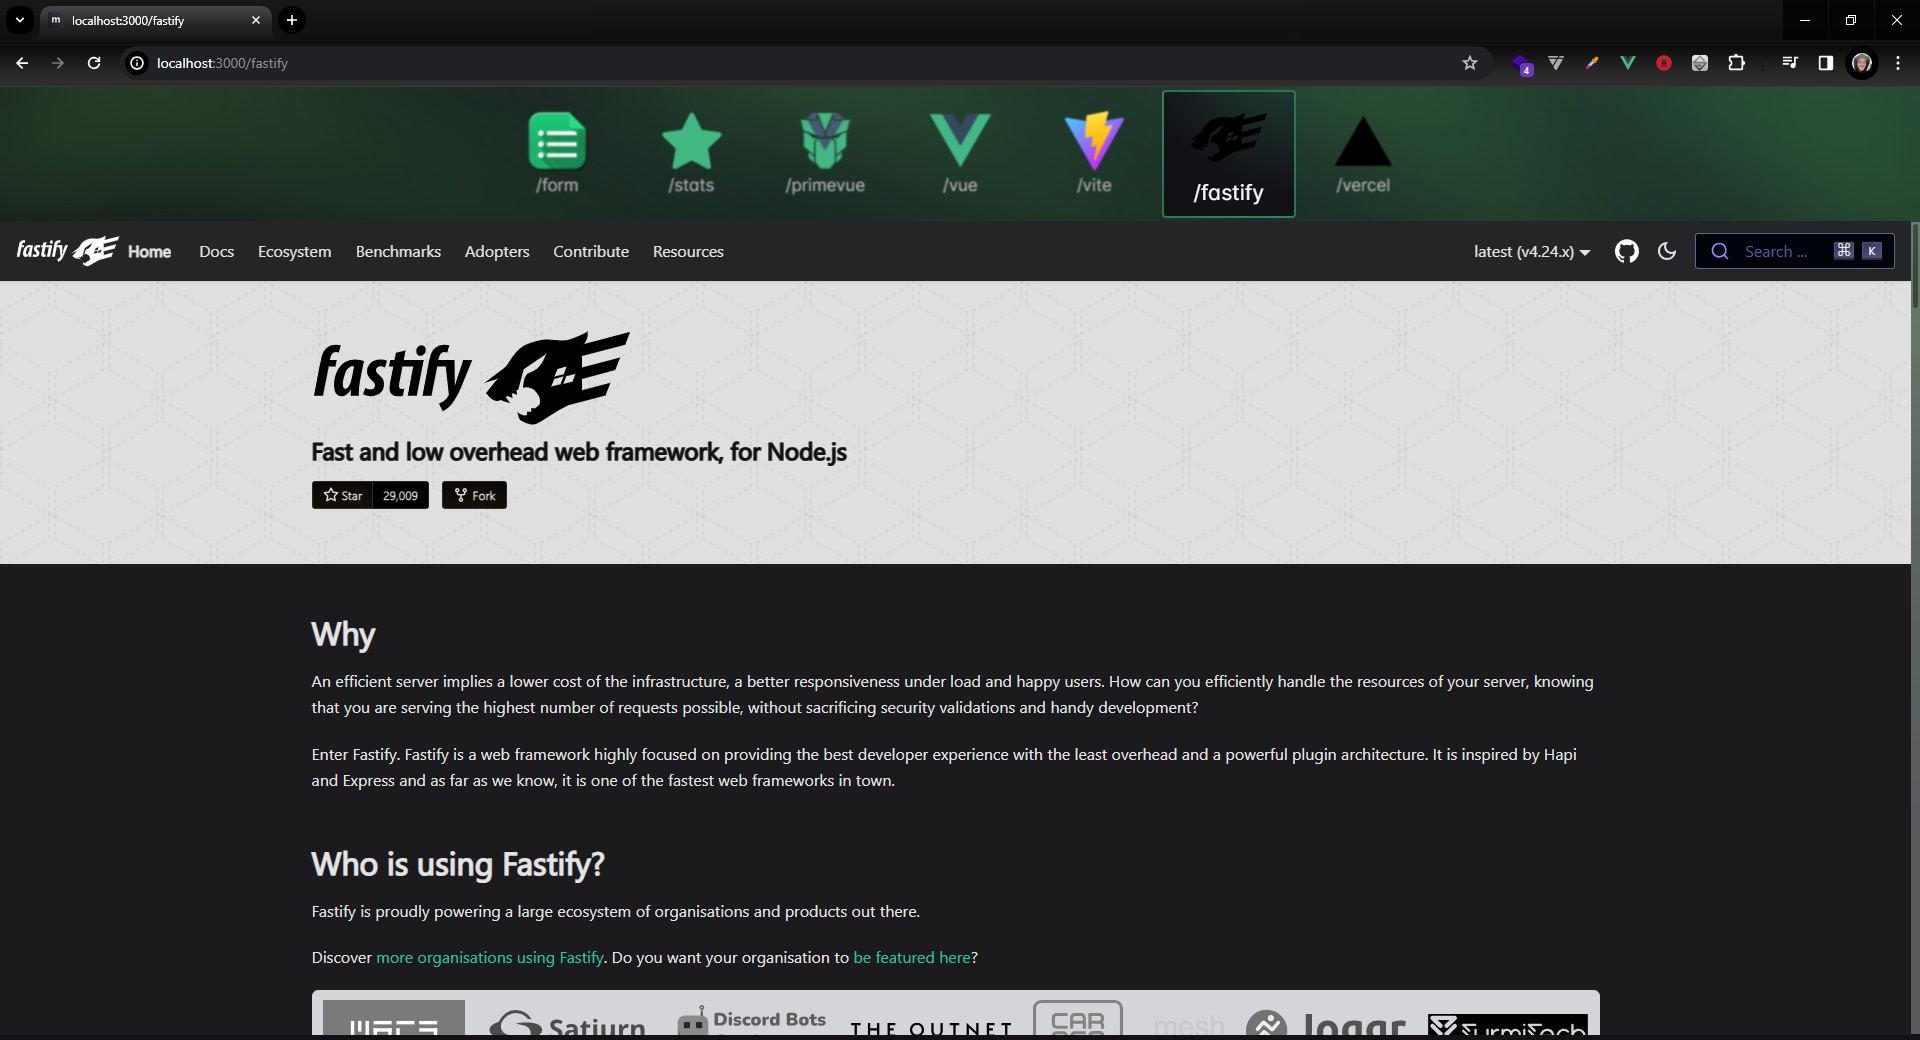 m localhost:3000/fastify
localhost:3000/fastify
4
/form /stats /primevue /vue /vite /fastify /vercel
fastify Home Docs Ecosystem Benchmarks Adopters Contribute Resources latest (v4.24.x) Search ... ⌘ K
fastify
Fast and low overhead web framework, for Node.js
Star 29,009 Fork
Why
An efficient server implies a lower cost of the infrastructure, a better responsiveness under load and happy users. How can you efficiently handle the resources of your server, knowing
that you are serving the highest number of requests possible, without sacrificing security validations and handy development?
Enter Fastify. Fastify is a web framework highly focused on providing the best developer experience with the least overhead and a powerful plugin architecture. It is inspired by Hapi
and Express and as far as we know, it is one of the fastest web frameworks in town.
Who is using Fastify?
Fastify is proudly powering a large ecosystem of organisations and products out there.
Discover more organisations using Fastify. Do you want your organisation to be featured here?
Satiurn Discord Bots THE OUTNET CAR mesh